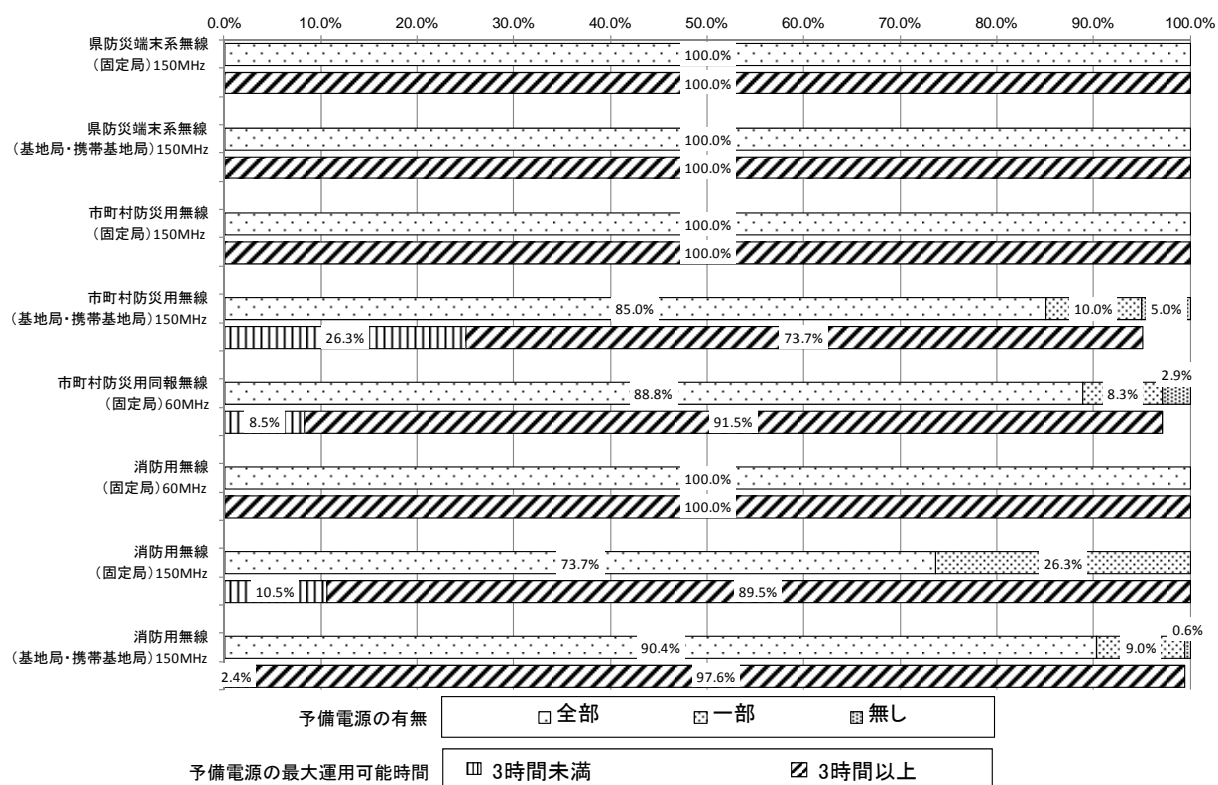 0.0% 10.0% 20.0% 30.0% 40.0% 50.0% 60.0% 70.0% 80.0% 90.0% 100.0%
県防災端末系無線
（固定局）150MHz
100.0%
100.0%
県防災端末系無線
（基地局・携帯基地局）150MHz
100.0%
100.0%
市町村防災用無線
（固定局）150MHz
100.0%
100.0%
市町村防災用無線
（基地局・携帯基地局）150MHz
85.0% 10.0% 5.0%
26.3% 73.7%
市町村防災用同報無線
（固定局）60MHz
88.8% 8.3% 2.9%
8.5% 91.5%
消防用無線
（固定局）60MHz
100.0%
100.0%
消防用無線
（固定局）150MHz
73.7% 26.3%
10.5% 89.5%
消防用無線
（基地局・携帯基地局）150MHz
90.4% 9.0% 0.6%
2.4% 97.6%
予備電源の有無 全部 一部 無し
予備電源の最大運用可能時間 3時間未満 3時間以上